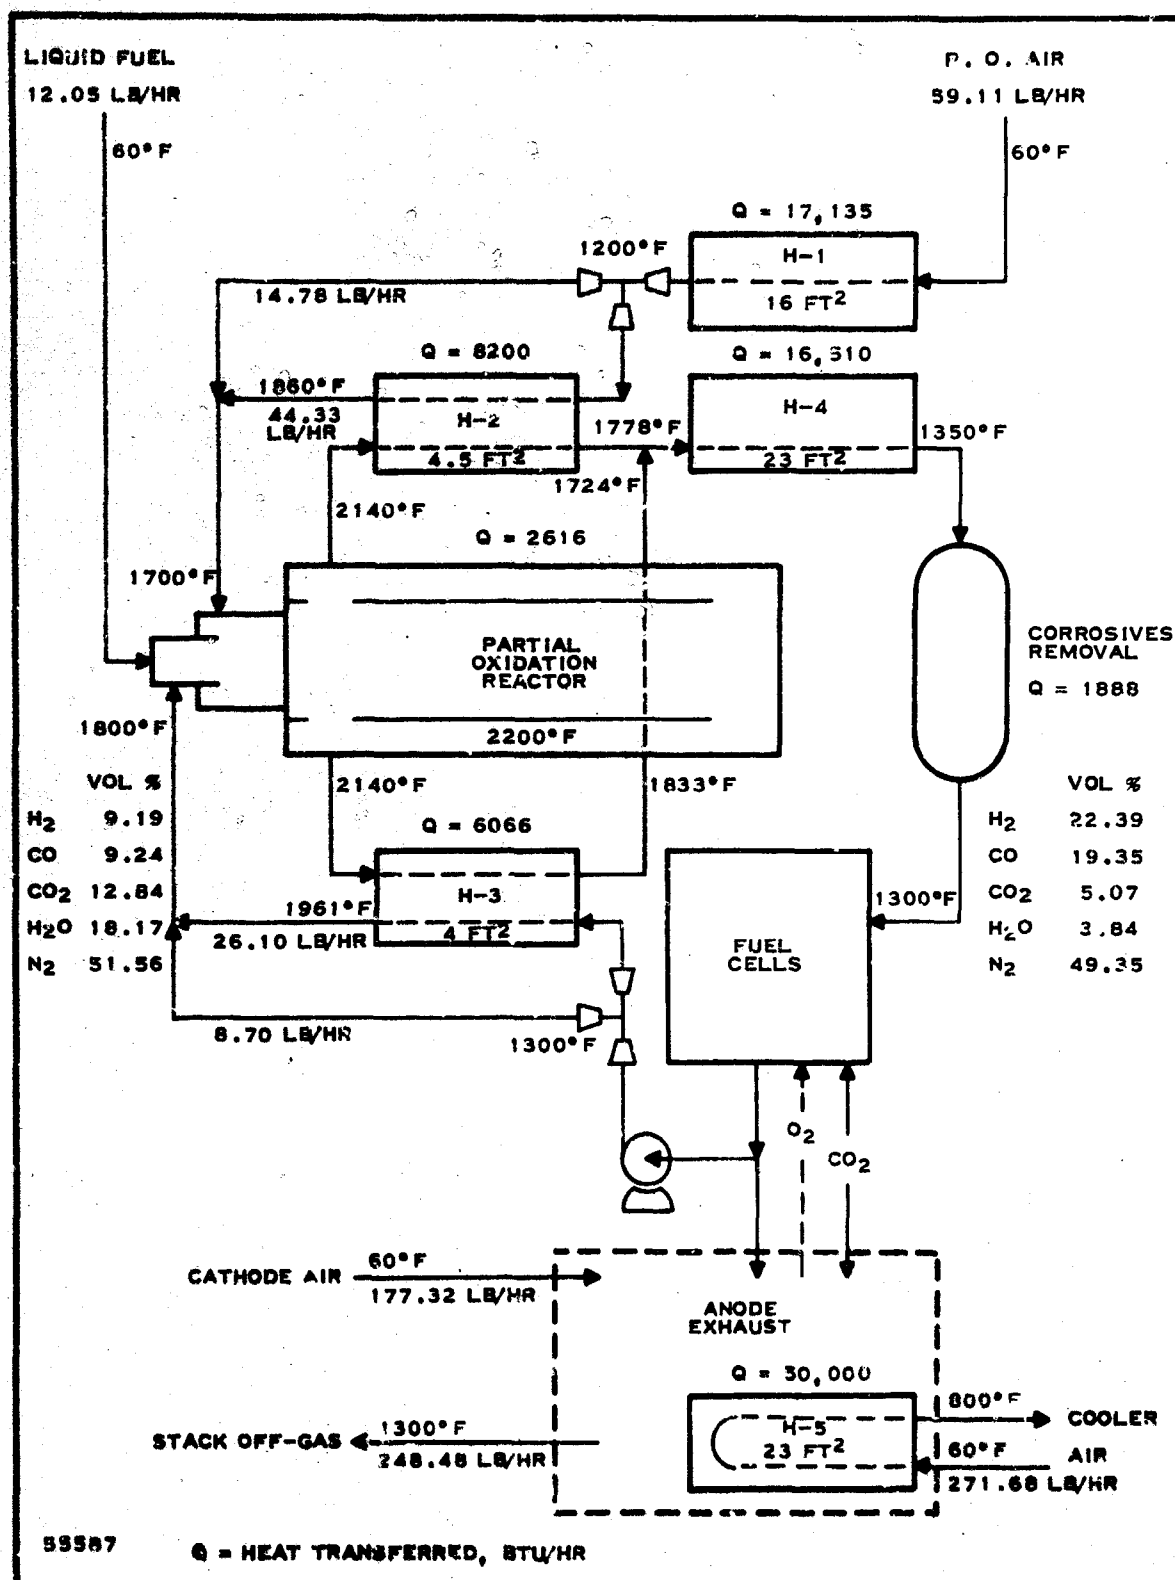 LIQUID FUEL
12.05 LB/HR
60°F
P. O. AIR
59.11 LB/HR
60°F
Q = 17,135
H-1
16 FT2
1200°F
14.78 LB/HR
Q = 8200
1860°F
44.33
LB/HR
H-2
4.5 FT2
Q = 16,510
H-4
23 FT2
1778°F
1350°F
1724°F
2140°F
Q = 2616
1700°F
PARTIAL
OXIDATION
REACTOR
2200°F
CORROSIVES
REMOVAL
Q = 1888
1800°F
2140°F
1833°F
VOL %
H2 9.19
CO 9.24
CO2 12.84
H2O 18.17
N2 51.56
Q = 6066
H-3
4 FT2
1961°F
26.10 LB/HR
8.70 LB/HR
1300°F
FUEL
CELLS
1300°F
VOL %
H2 22.39
CO 19.35
CO2 5.07
H2O 3.84
N2 49.35
O2
CO2
CATHODE AIR
60°F
177.32 LB/HR
ANODE
EXHAUST
Q = 30,000
H-5
23 FT2
800°F
COOLER
60°F
AIR
271.68 LB/HR
STACK OFF-GAS
1300°F
248.48 LB/HR
55587
Q = HEAT TRANSFERRED, BTU/HR